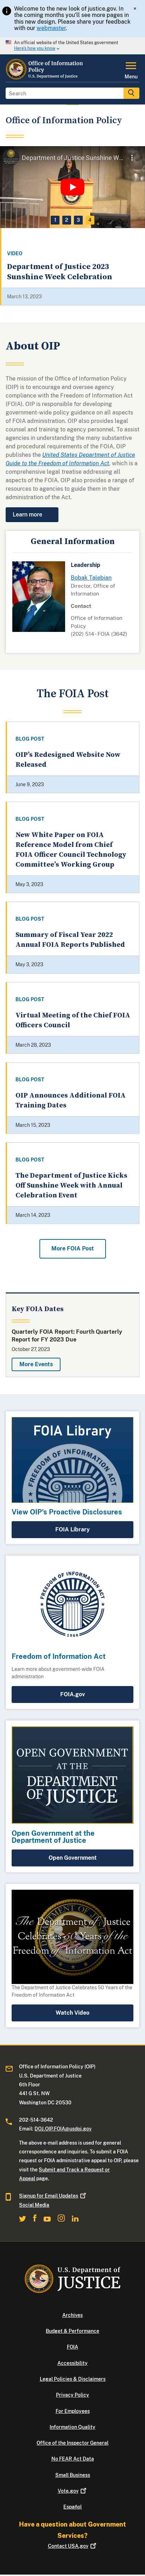 Welcome to the new look of justice.gov. In
the coming year you'll see more pages in
this new design. Please share your feedback
with our webmaster.
×
An official website of the United States government
Here's how you know
Office of Information
Policy
U.S. Department of Justice
Menu
Search
Office of Information Policy
Department of Justice Sunshine W...
1 2 3 4
VIDEO
Department of Justice 2023
Sunshine Week Celebration
March 13, 2023
About OIP
The mission of the Office of Information Policy
(OIP) is to encourage and oversee agency
compliance with the Freedom of Information Act
(FOIA). OIP is responsible for developing
government-wide policy guidance on all aspects
of FOIA administration. OIP also provides legal
counsel and training to agency personnel on the
procedural and substantive aspects of the FOIA.
OIP publishes the United States Department of Justice
Guide to the Freedom of Information Act, which is a
comprehensive legal treatise on all aspects of
the FOIA. OIP also provides a range of resources
to agencies and the public to guide them in their
understanding and administration of the Act.
Learn more
General Information
Leadership
Bobak Talebian
Director, Office of
Information
Contact
Office of Information
Policy
(202) 514 - FOIA (3642)
The FOIA Post
BLOG POST
OIP's Redesigned Website Now
Released
June 9, 2023
BLOG POST
New White Paper on FOIA
Reference Model from Chief
FOIA Officer Council Technology
Committee's Working Group
May 3, 2023
BLOG POST
Summary of Fiscal Year 2022
Annual FOIA Reports Published
May 3, 2023
BLOG POST
Virtual Meeting of the Chief FOIA
Officers Council
March 28, 2023
BLOG POST
OIP Announces Additional FOIA
Training Dates
March 15, 2023
BLOG POST
The Department of Justice Kicks
Off Sunshine Week with Annual
Celebration Event
March 14, 2023
More FOIA Post
Key FOIA Dates
Quarterly FOIA Report: Fourth Quarterly
Report for FY 2023 Due
October 27, 2023
More Events
FOIA Library
View OIP's Proactive Disclosures
FOIA Library
Freedom of Information Act
Learn more about government-wide FOIA
administration
FOIA.gov
OPEN GOVERNMENT
AT THE
DEPARTMENT OF
JUSTICE
Open Government at the
Department of Justice
Open Government
The Department of Justice
Celebrates 50 Years of the
Freedom of Information Act
The Department of Justice Celebrates 50 Years of the
Freedom of Information Act
Watch Video
Office of Information Policy (OIP)
U.S. Department of Justice
6th Floor
441 G St. NW
Washington DC 20530
202-514-3642
Email: DOJ.OIP.FOIA@usdoj.gov
The above e-mail address is used for general
correspondence and inquiries. To submit a FOIA
request or FOIA administrative appeal to OIP, please
visit the Submit and Track a Request or
Appeal page.
Signup for Email Updates
Social Media
U.S. Department of
JUSTICE
Archives
Budget & Performance
FOIA
Accessibility
Legal Policies & Disclaimers
Privacy Policy
For Employees
Information Quality
Office of the Inspector General
No FEAR Act Data
Small Business
Vote.gov
Español
Have a question about Government
Services?
Contact USA.gov